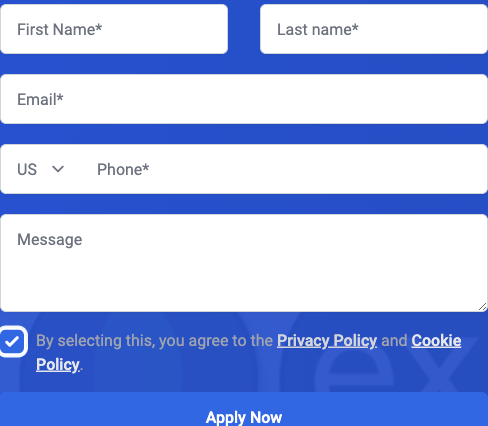 First Name*
Last name*
Email*
US
Phone*
Message
By selecting this, you agree to the Privacy Policy and Cookie
Policy.
Apply Now
ex